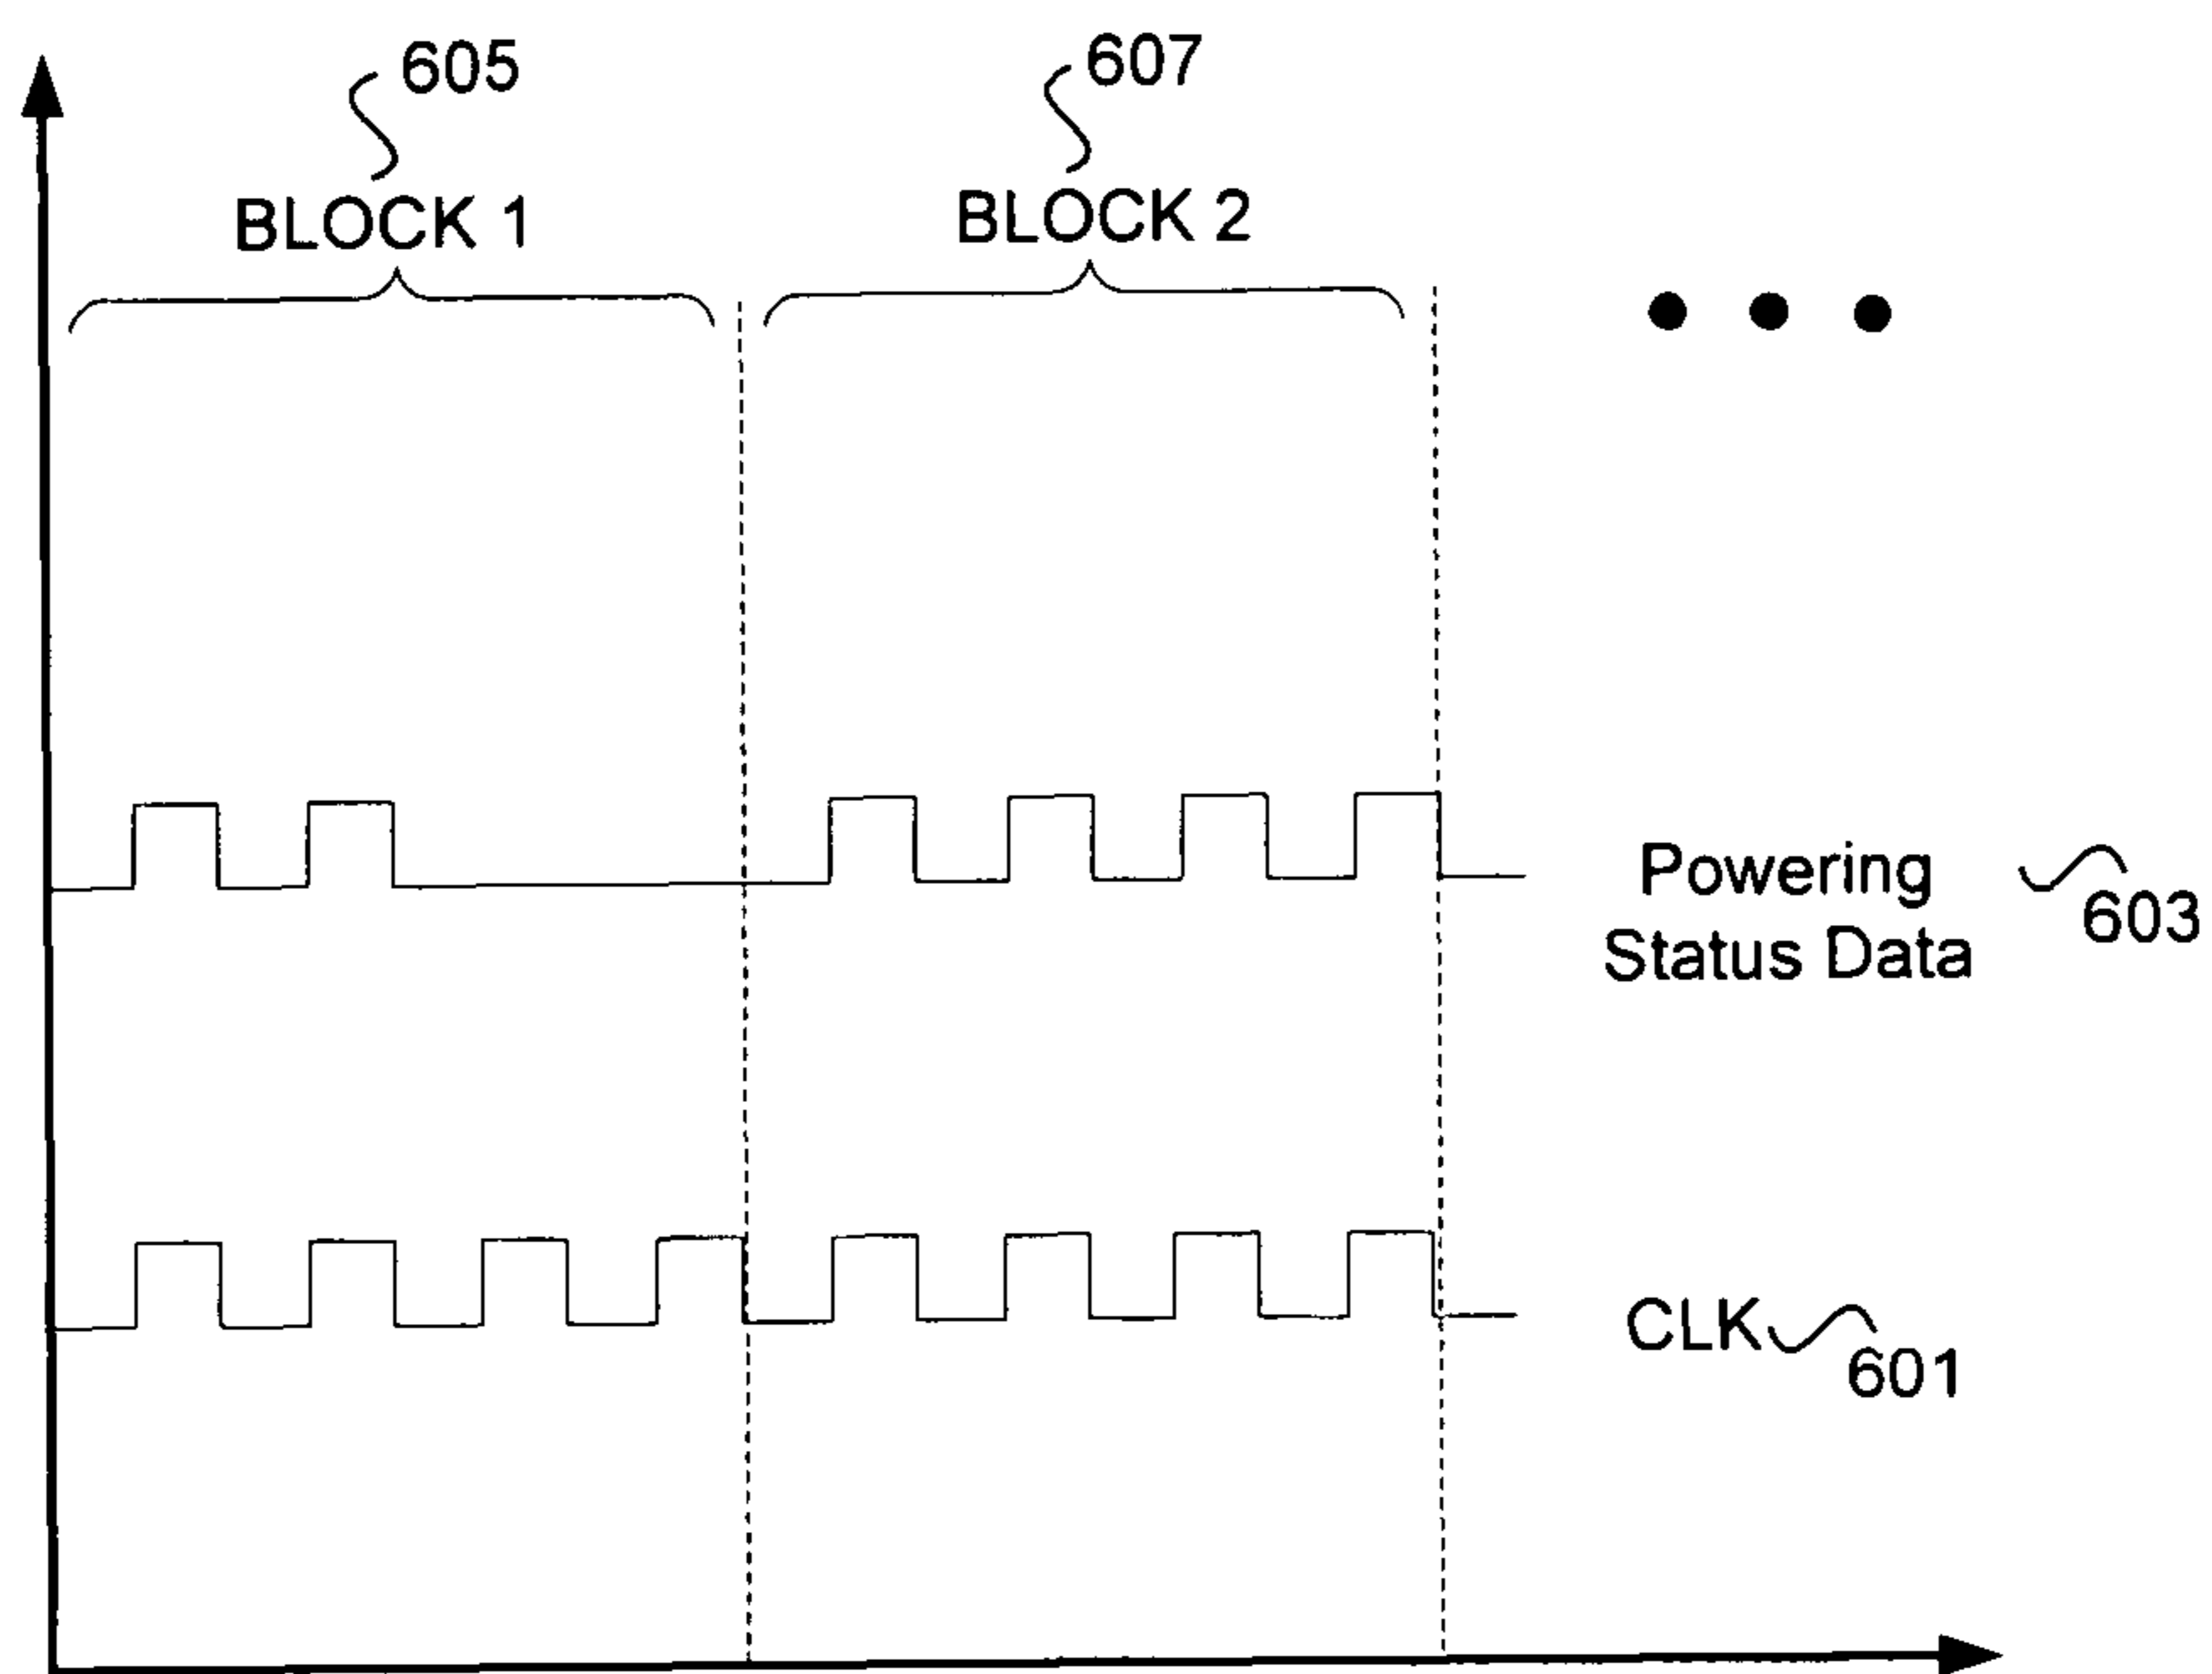 605
607
BLOCK 1
BLOCK 2
Powering
Status Data
603
CLK
601